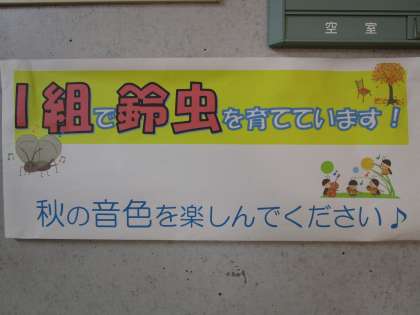 空室
1組で鈴虫を育てています！
秋の音色を楽しんでください♪